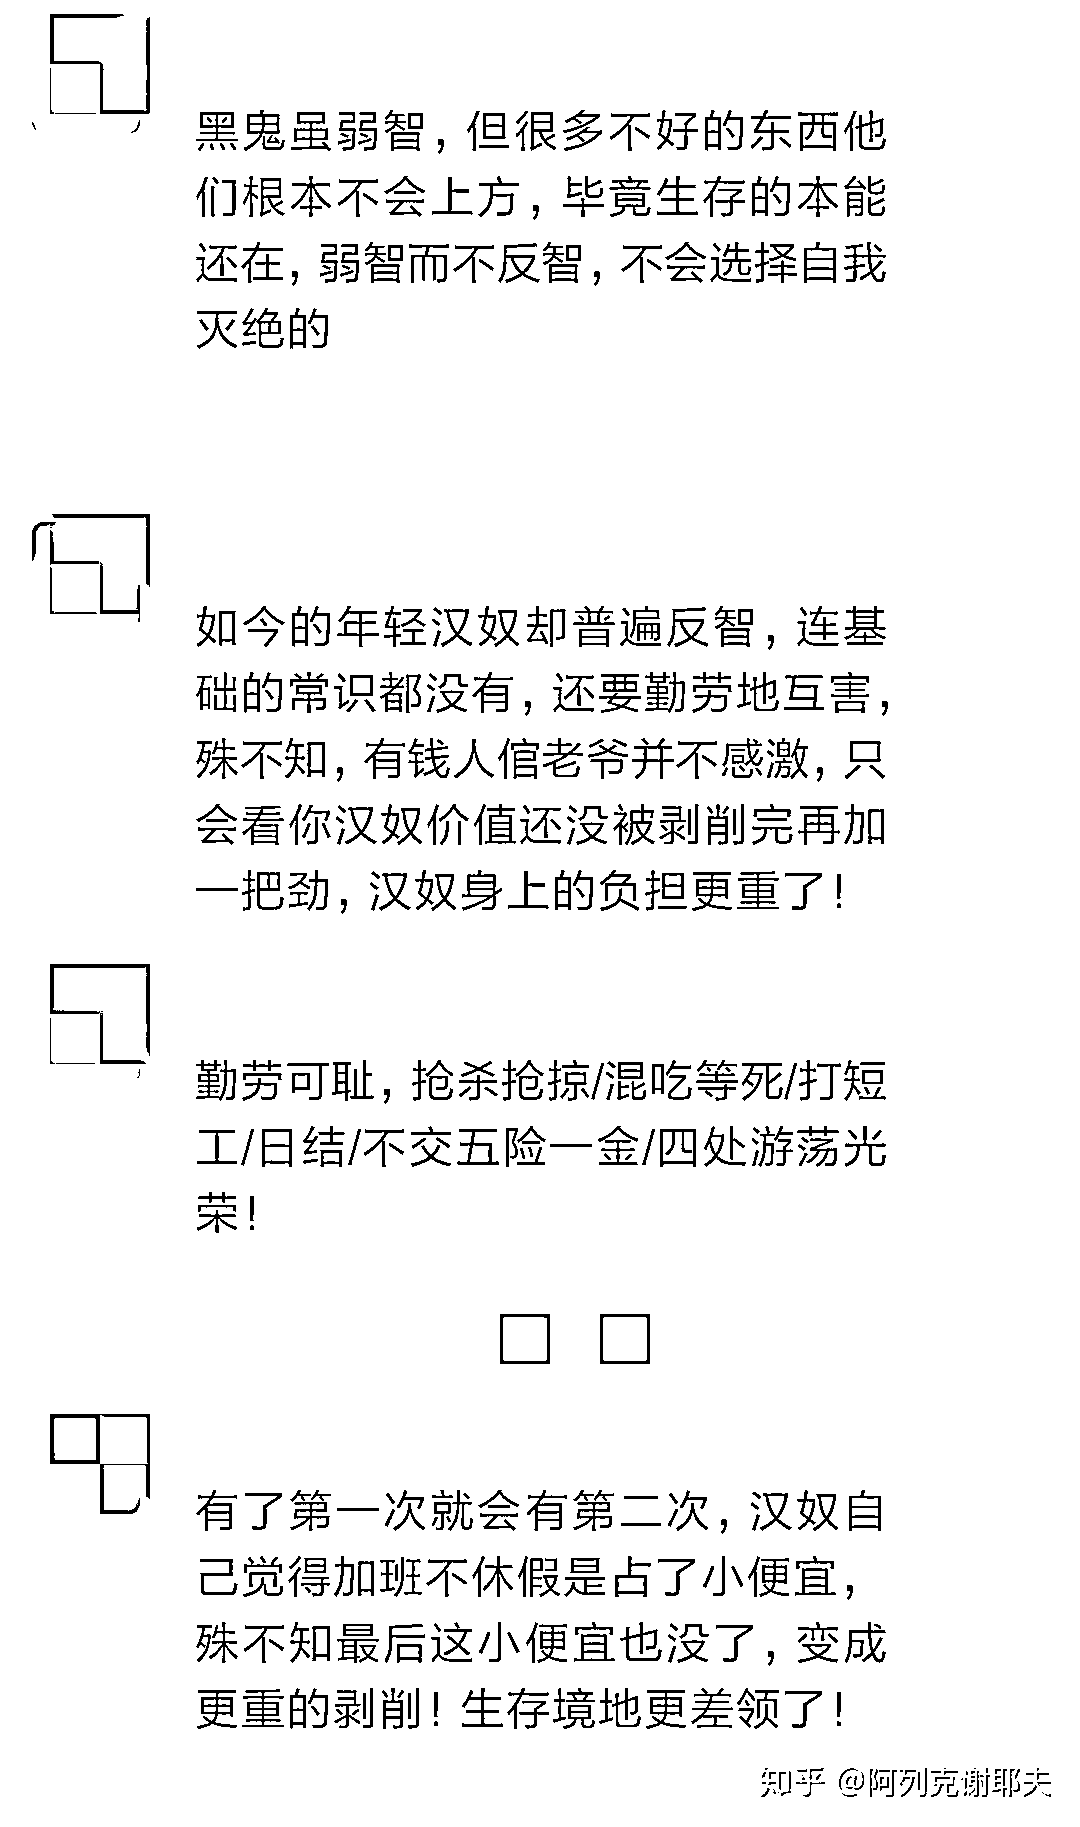 黑鬼虽弱智，但很多不好的东西他
们根本不会上方，毕竟生存的本能
还在，弱智而不反智，不会选择自我
灭绝的
如今的年轻汉奴却普遍反智，连基
础的常识都没有，还要勤劳地互害，
殊不知，有钱人倌老爷并不感激，只
会看你汉奴价值还没被剥削完再加
一把劲，汉奴身上的负担更重了！
勤劳可耻，抢杀抢掠/混吃等死/打短
工/日结/不交五险一金/四处游荡光
荣！
有了第一次就会有第二次，汉奴自
己觉得加班不休假是占了小便宜，
殊不知最后这小便宜也没了，变成
更重的剥削！生存境地更差领了！
知乎 @阿列克谢耶夫